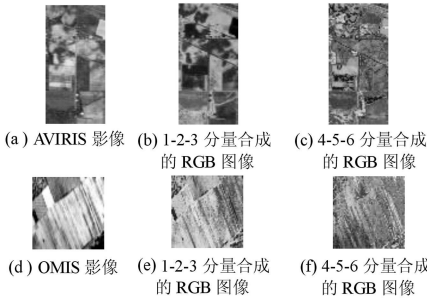 (a) AVIRIS 影像
(b) 1-2-3 分量合成
的 RGB 图像
(c) 4-5-6 分量合成
的 RGB 图像
(d) OMIS 影像
(e) 1-2-3 分量合成
的 RGB 图像
(f) 4-5-6 分量合成
的 RGB 图像